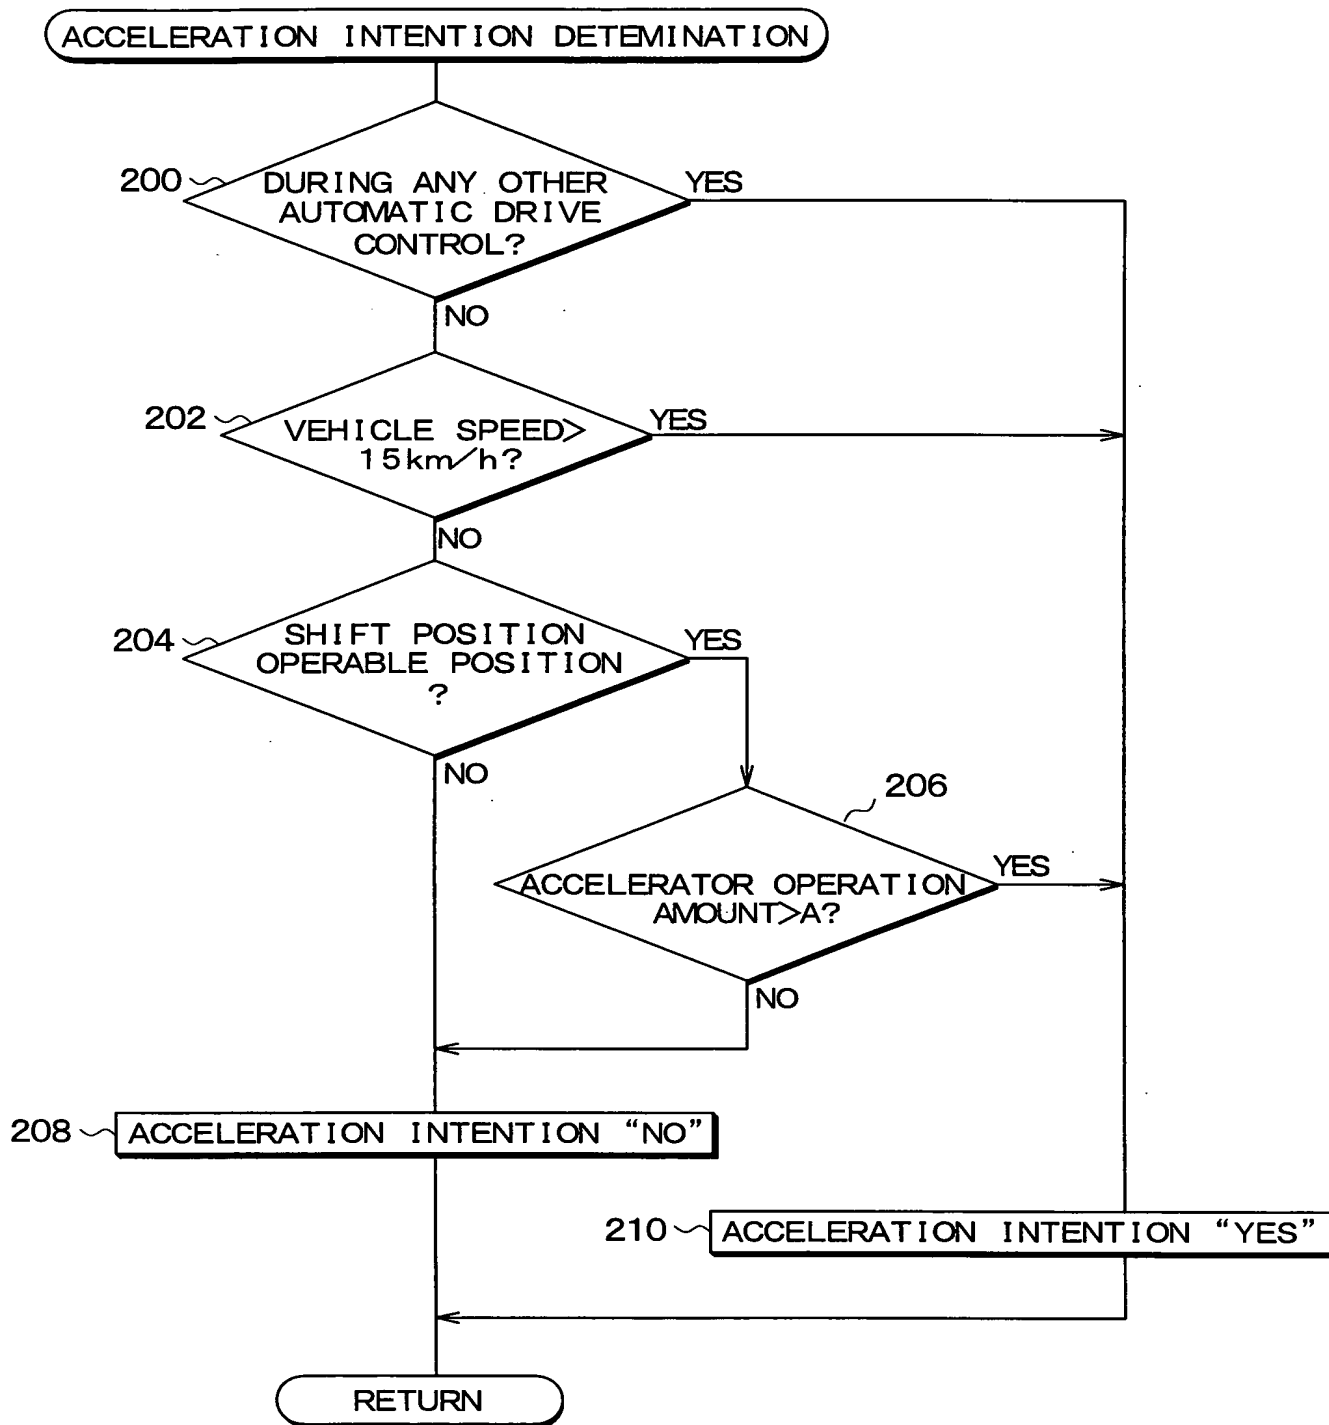 ACCELERATION INTENTION DETEMINATION
200
DURING ANY OTHER
AUTOMATIC DRIVE
CONTROL?
YES
NO
202
VEHICLE SPEED>
15km/h?
YES
NO
204
SHIFT POSITION
OPERABLE POSITION
?
YES
NO
206
ACCELERATOR OPERATION
AMOUNT>A?
YES
NO
208
ACCELERATION INTENTION “NO”
210
ACCELERATION INTENTION “YES”
RETURN